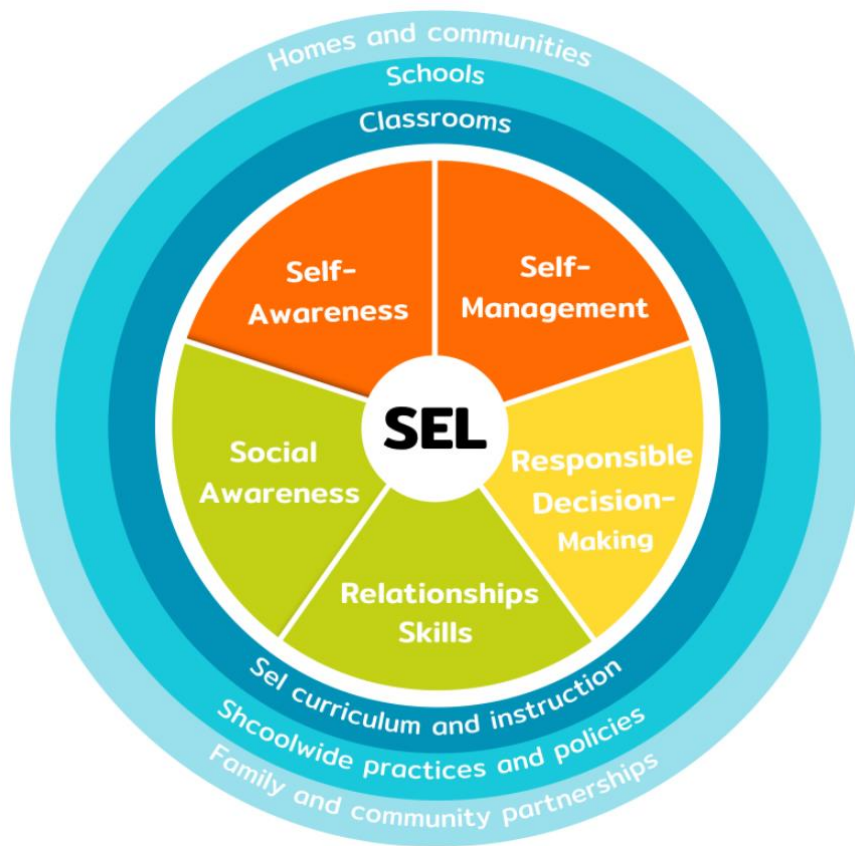 Homes and communities
Schools
Classrooms
Self-
Awareness
Self-
Management
SEL
Social
Awareness
Responsible
Decision-
Making
Relationships
Skills
Sel curriculum and instruction
Shcoolwide practices and policies
Family and community partnerships